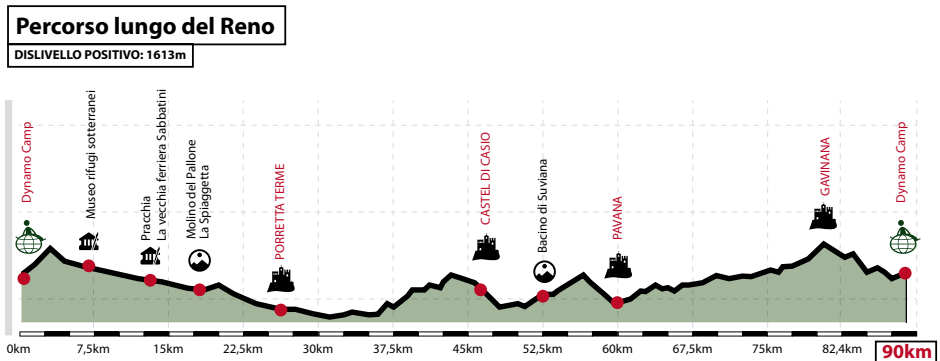 Percorso lungo del Reno
DISLIVELLO POSITIVO: 1613m
Dynamo Camp
Museo rifugi sotterranei
Pracchia
La vecchia ferriera Sabbatini
Molino del Pallone
La Spiaggetta
PORRETTA TERME
CASTEL DI CASIO
Bacino di Suviana
PAVANA
GAVINANA
Dynamo Camp
0km
7,5km
15km
22,5km
30km
37,5km
45km
52,5km
60km
67,5km
75km
82,4km
90km